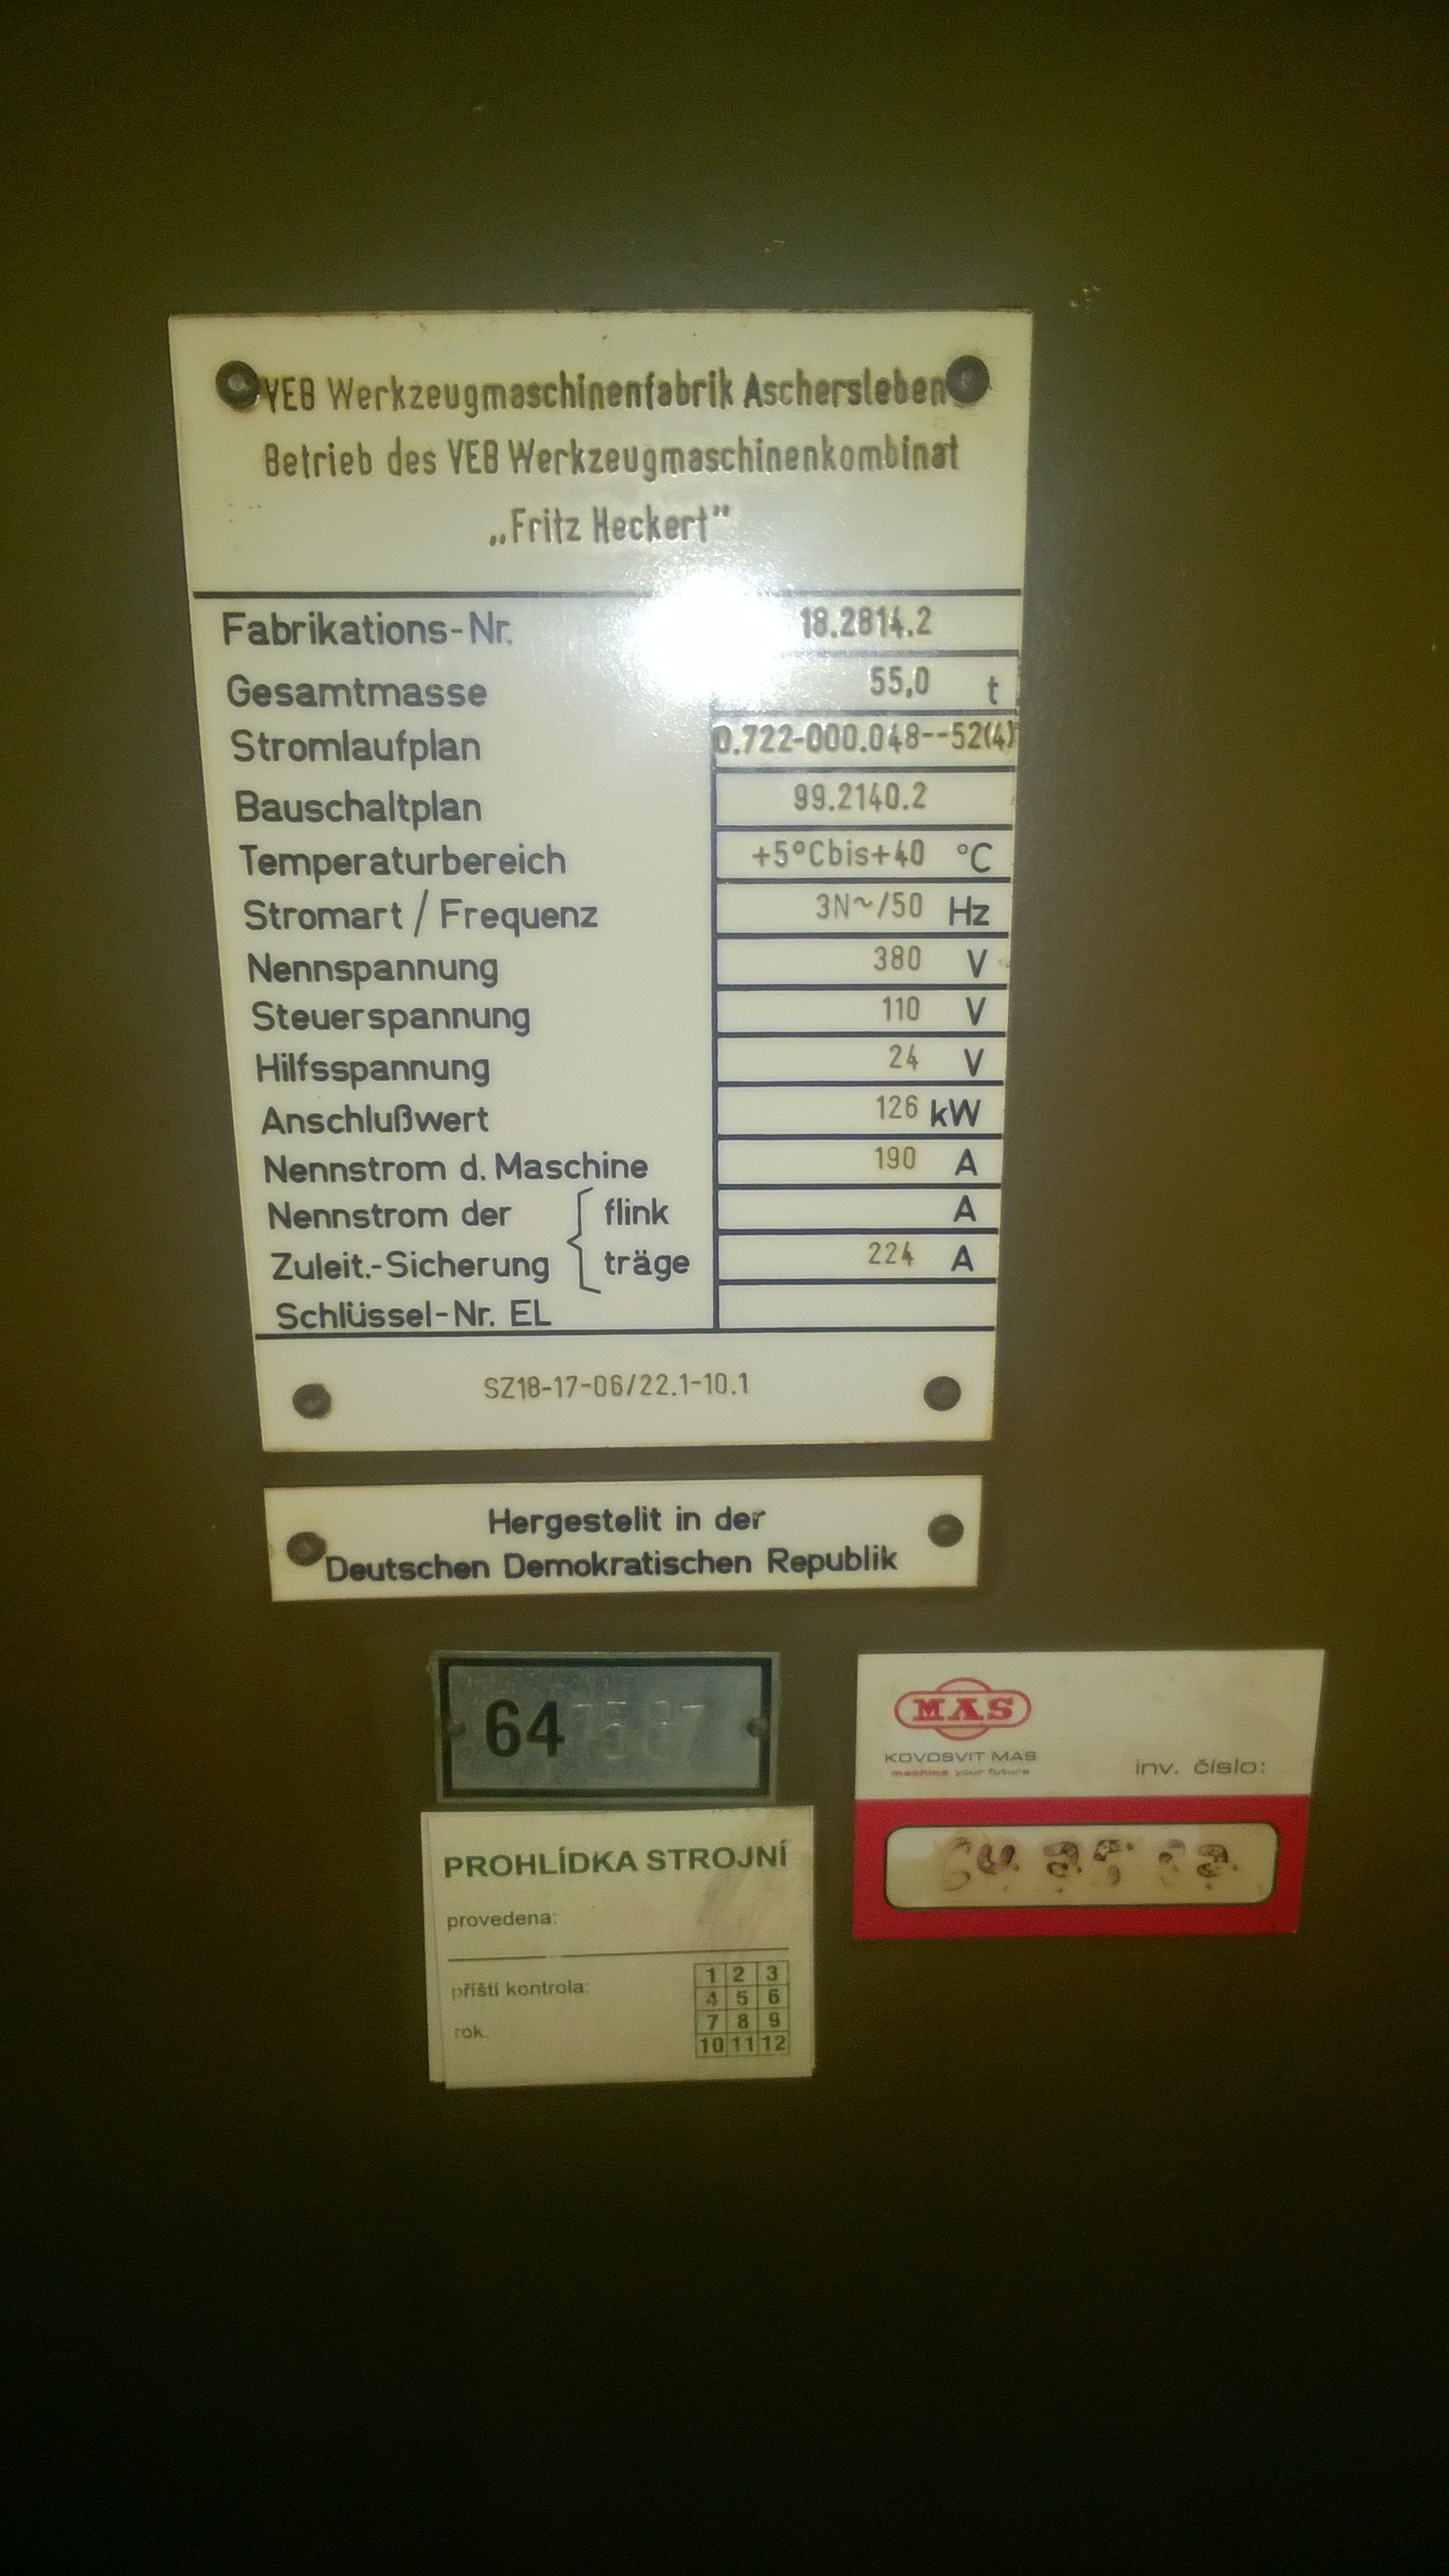 VEB Werkzeugmaschinenfabrik Aschersleben
Betrieb des VEB Werkzeugmaschinenkombinat
„Fritz Heckert"
Fabrikations-Nr. 18.2814.2
Gesamtmasse 55,0 t
Stromlaufplan 0.722-000.048--52(4)
Bauschaltplan 99.2140.2
Temperaturbereich +5°Cbis+40 °C
Stromart / Frequenz 3N~/50 Hz
Nennspannung 380 V
Steuerspannung 110 V
Hilfsspannung 24 V
Anschlußwert 126 kW
Nennstrom d. Maschine 190 A
Nennstrom der flink A
Zuleit.-Sicherung träge 224 A
Schlüssel-Nr. EL
SZ18-17-06/22.1-10.1
Hergestellt in der
Deutschen Demokratischen Republik
64
MAS
KOVOSVIT MAS
machine your future
inv. číslo:
PROHLÍDKA STROJNÍ
provedena:
příští kontrola:
rok.
1 2 3
4 5 6
7 8 9
10 11 12